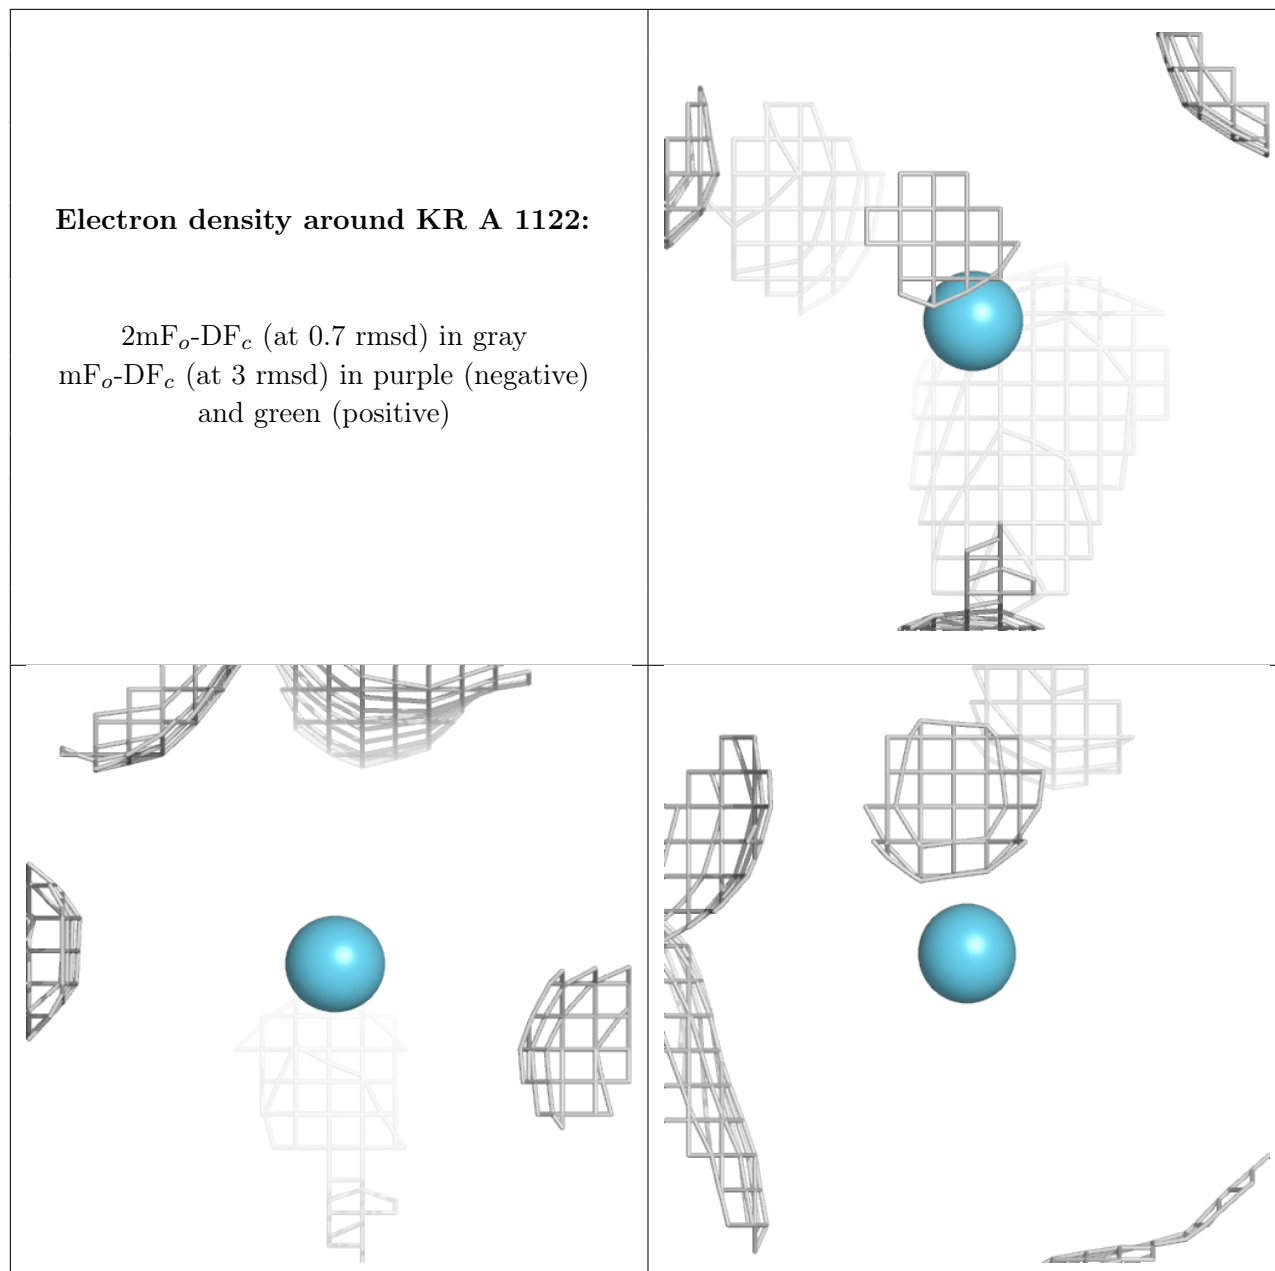 Electron density around KR A 1122:
2mFo-DFc (at 0.7 rmsd) in gray
mFo-DFc (at 3 rmsd) in purple (negative)
and green (positive)